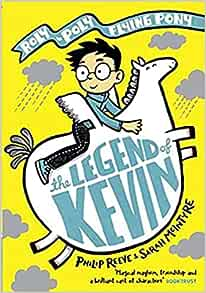 ROLY-POLY FLYING PONY
the LEGEND of
KEVIN
PHILIP REEVE & SARAH McINTYRE
'Magical mayhem, friendship and
a brilliant cast of characters' BOOKTRUST